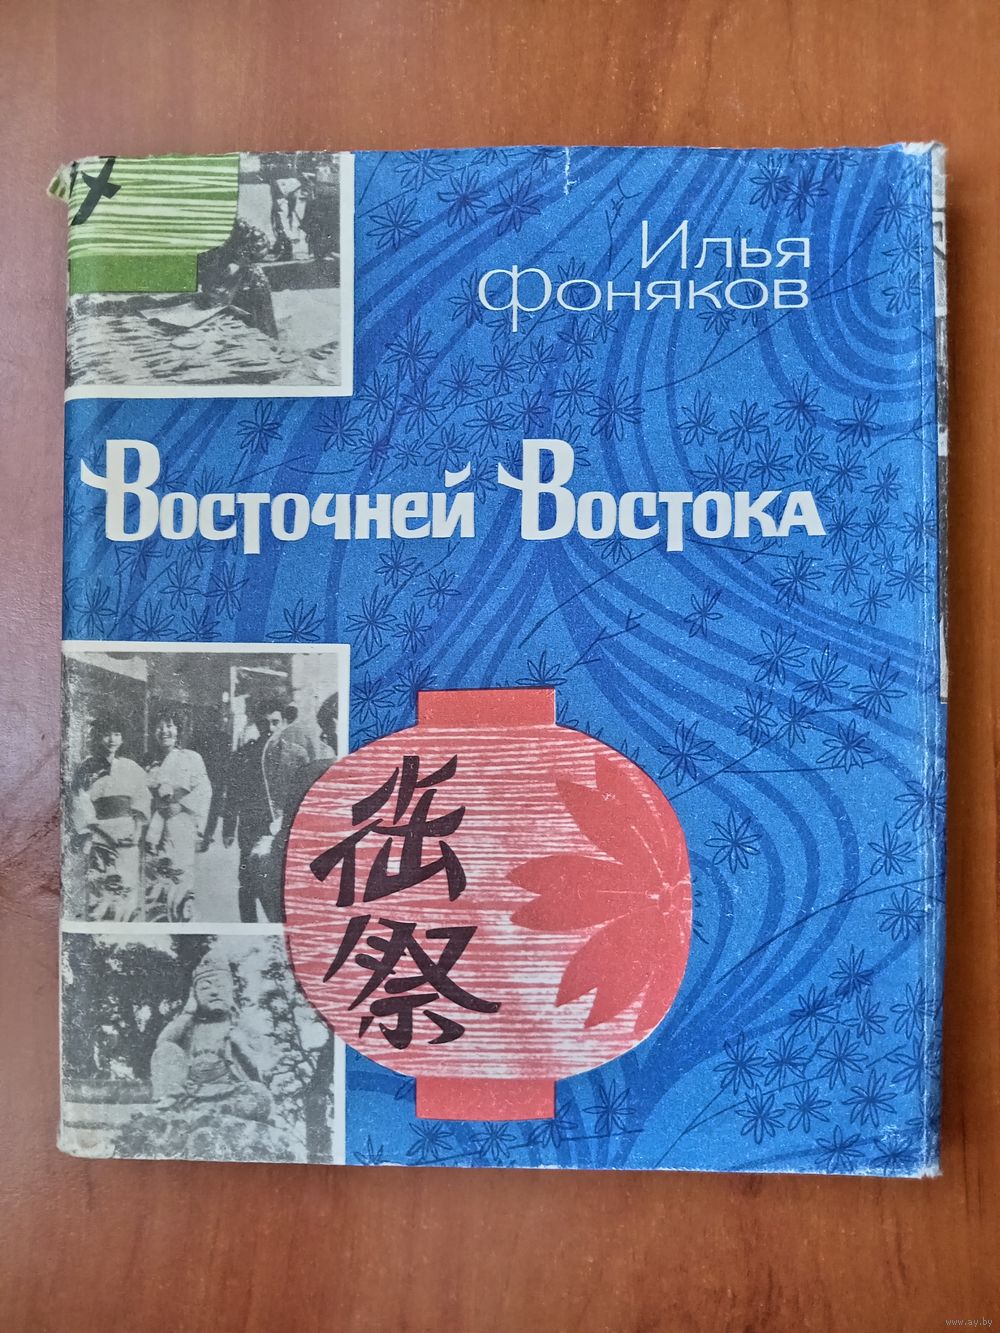 Илья
Фоняков
Восточней Востока
祭
www.ay.by